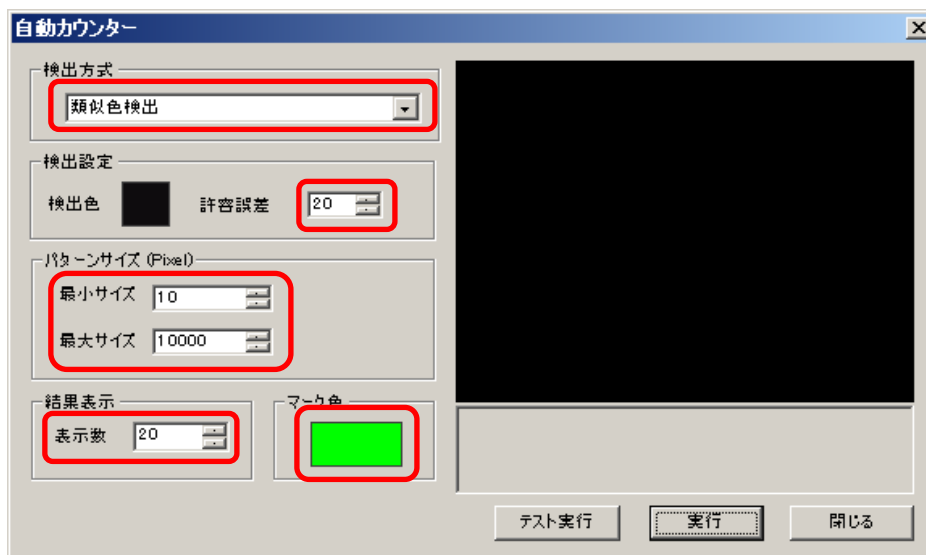 自動カウンター
検出方式
類似色検出
検出設定
検出色
許容誤差
20
パターンサイズ (Pixel)
最小サイズ 10
最大サイズ 10000
結果表示
表示数 20
マーク色
テスト実行
実行
閉じる